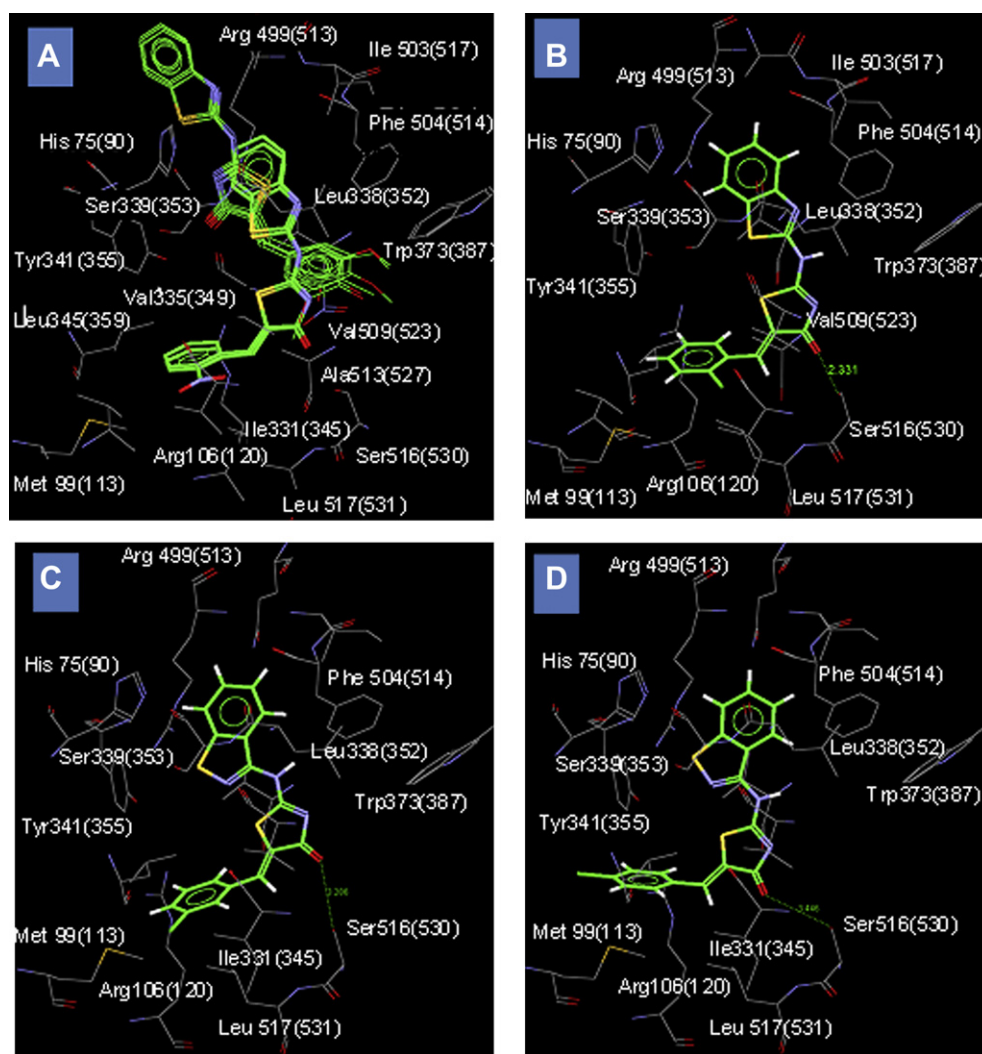 A
Arg 499(513)
Ile 503(517)
Phe 504(514)
His 75(90)
Leu338(352)
Ser339(353)
Trp373(387)
Tyr341(355)
Val335(349)
Leu345(359)
Val509(523)
Ala513(527)
Ile331(345)
Arg106(120)
Ser516(530)
Met 99(113)
Leu 517(531)
B
Ile 503(517)
Arg 499(513)
Phe 504(514)
His 75(90)
Ser339(353)
Leu338(352)
Trp373(387)
Tyr341(355)
Val509(523)
2.331
Ser516(530)
Arg106(120)
Met 99(113)
Leu 517(531)
C
Arg 499(513)
His 75(90)
Phe 504(514)
Ser339(353)
Leu338(352)
Trp373(387)
Tyr341(355)
Met 99(113)
Ser516(530)
Ile331(345)
Arg106(120)
Leu 517(531)
D
Arg 499(513)
His 75(90)
Phe 504(514)
Leu338(352)
Ser339(353)
Trp373(387)
Tyr341(355)
Ser516(530)
Met 99(113)
Ile331(345)
Arg106(120)
Leu 517(531)